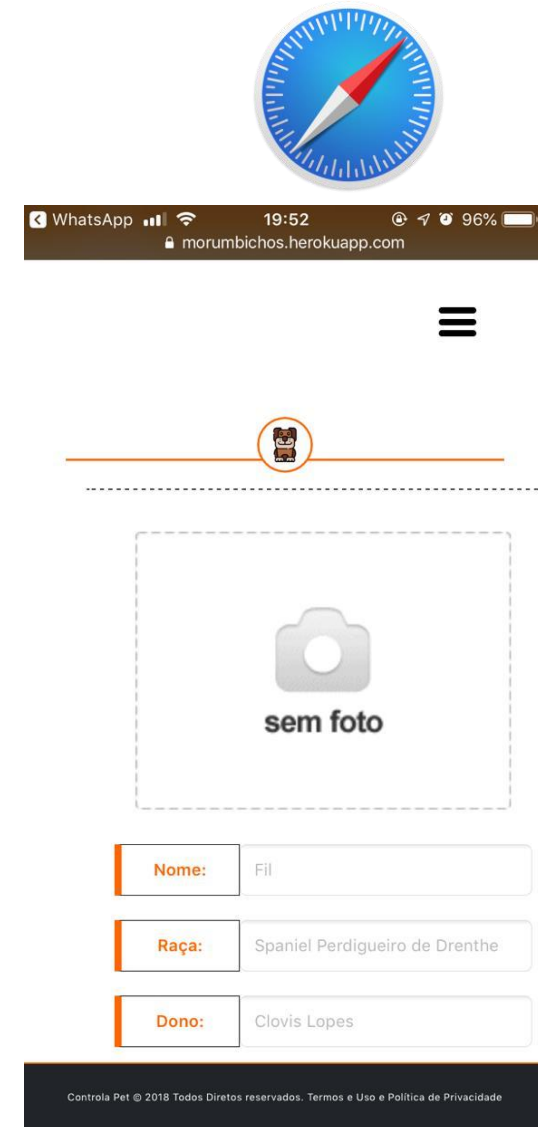 WhatsApp 19:52 96%
morumbichos.herokuapp.com
sem foto
Nome: Fil
Raça: Spaniel Perdigueiro de Drenthe
Dono: Clovis Lopes
Controla Pet © 2018 Todos Diretos reservados. Termos e Uso e Política de Privacidade